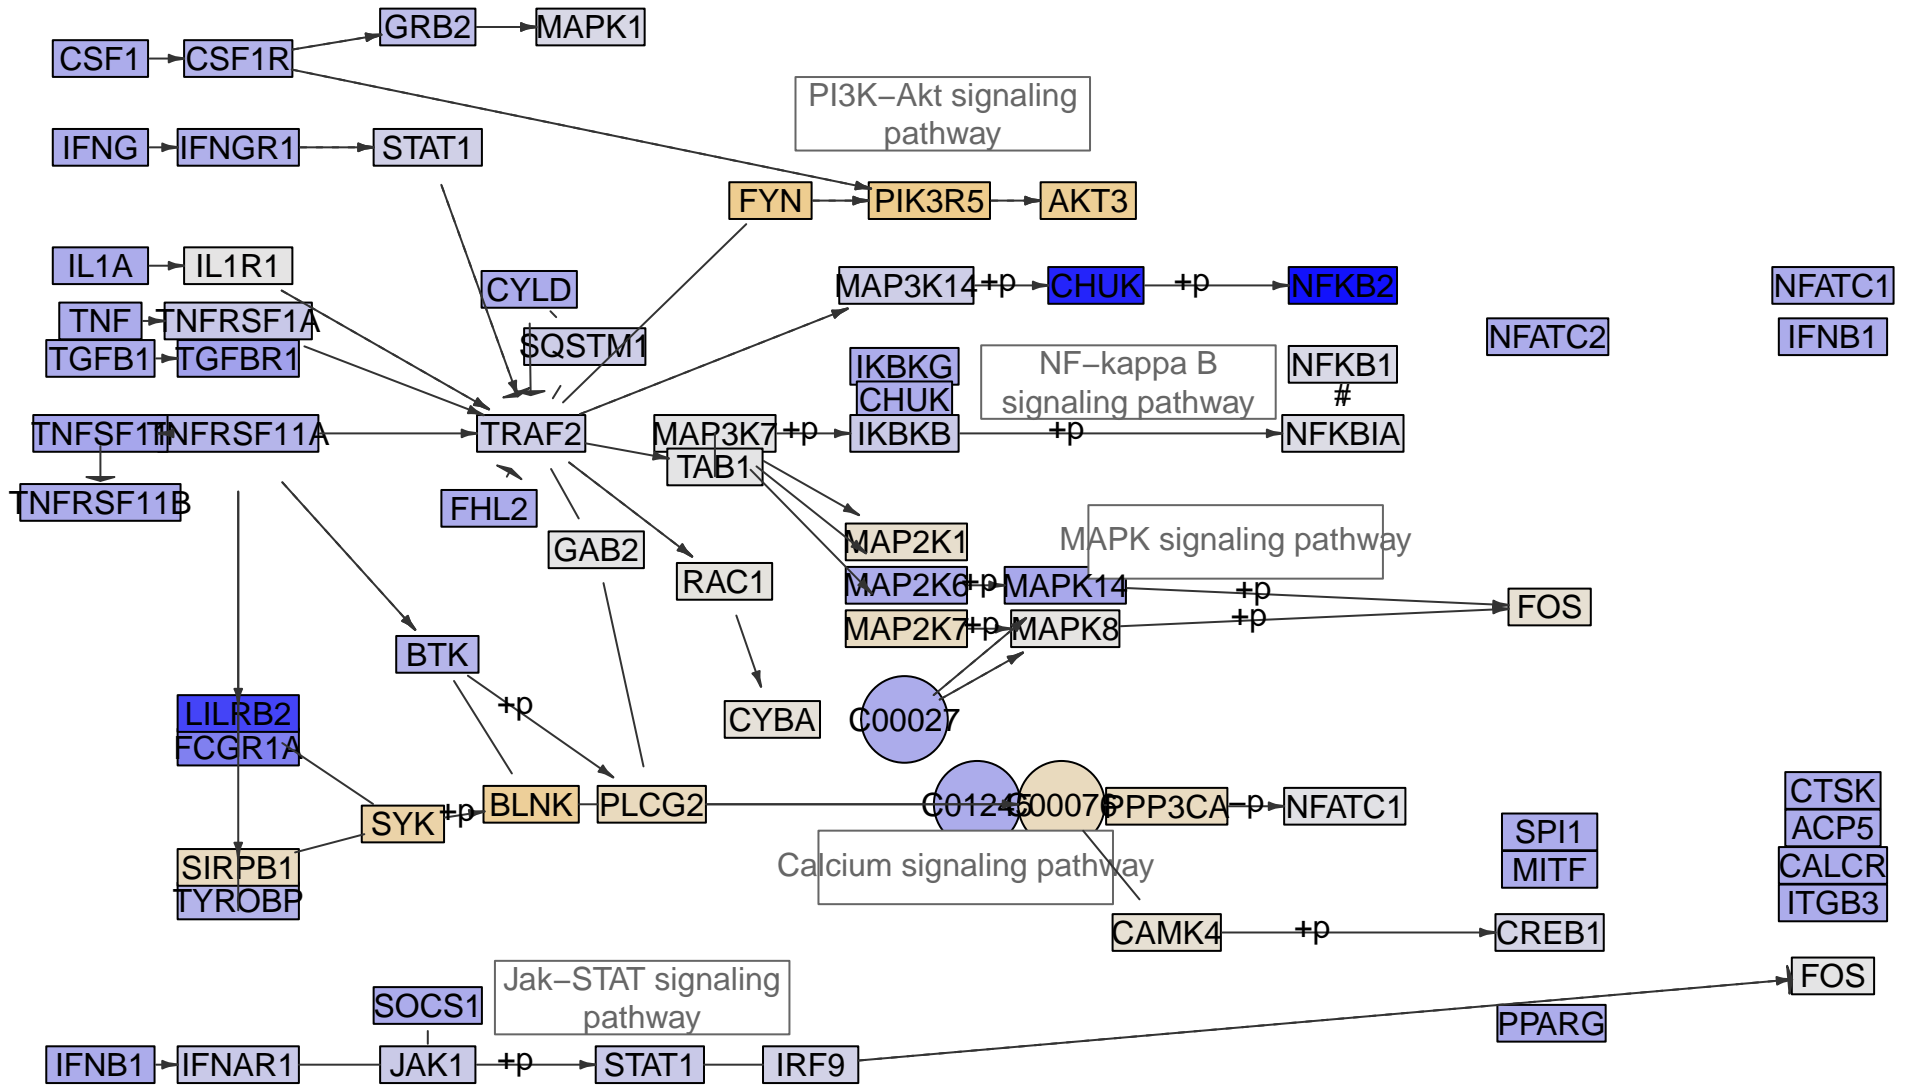 GRB2
MAPK1
CSF1
CSF1R
PI3K−Akt signaling
pathway
IFNG
IFNGR1
STAT1
FYN
PIK3R5
AKT3
IL1A
IL1R1
CYLD
MAP3K14
+p
CHUK
+p
NFKB2
NFATC1
TNF
TNFRSF1A
SQSTM1
NFATC2
IFNB1
TGFB1
TGFBR1
IKBKG
NF−kappa B
signaling pathway
NFKB1
#
CHUK
TNFRSF11A
TRAF2
MAP3K7
+p
IKBKB
+p
NFKBIA
TAB1
TNFRSF11B
FHL2
GAB2
MAP2K1
MAPK signaling pathway
RAC1
MAP2K6
+p
MAPK14
+p
FOS
MAP2K7
+p
MAPK8
+p
BTK
+p
LILRB2
CYBA
C00027
FCGR1A
SYK
+p
BLNK
PLCG2
C00076
PPP3CA
−p
NFATC1
CTSK
SPI1
ACP5
SIRPB1
Calcium signaling pathway
MITF
CALCR
TYROBP
ITGB3
CAMK4
+p
CREB1
Jak−STAT signaling
pathway
FOS
SOCS1
PPARG
IFNB1
IFNAR1
JAK1
+p
STAT1
IRF9